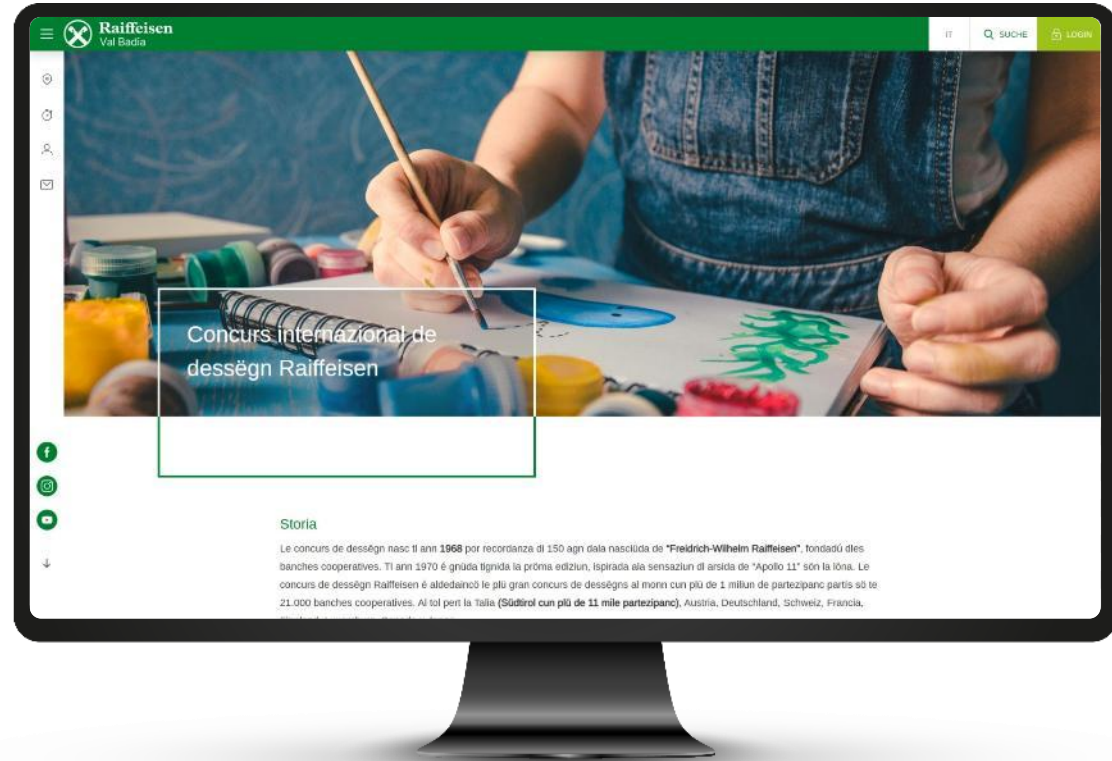 Raiffeisen
Val Badia
IT
SUCHE
LOGIN
Concurs internazional de
dessëgn Raiffeisen
Storia
Le concurs de dessëgn nasc tl ann 1968 por recordanza di 150 agn dala nasciüda de "Freidrich-Wilhelm Raiffeisen", fondadú dles
banches cooperatives. Tl ann 1970 é gnüda tignida la pröma ediziun, ispirada ala sensaziun dl arsida de "Apollo 11" són la löna. Le
concurs de dessëgn Raiffeisen é aldedaincö le plü gran concurs de dessëgns al monn cun plü de 1 miliun de partezipanc partis sö te
21.000 banches cooperatives. Al tol pert la Talia (Südtirol cun plü de 11 mile partezipanc), Austria, Deutschland, Schweiz, Francia,